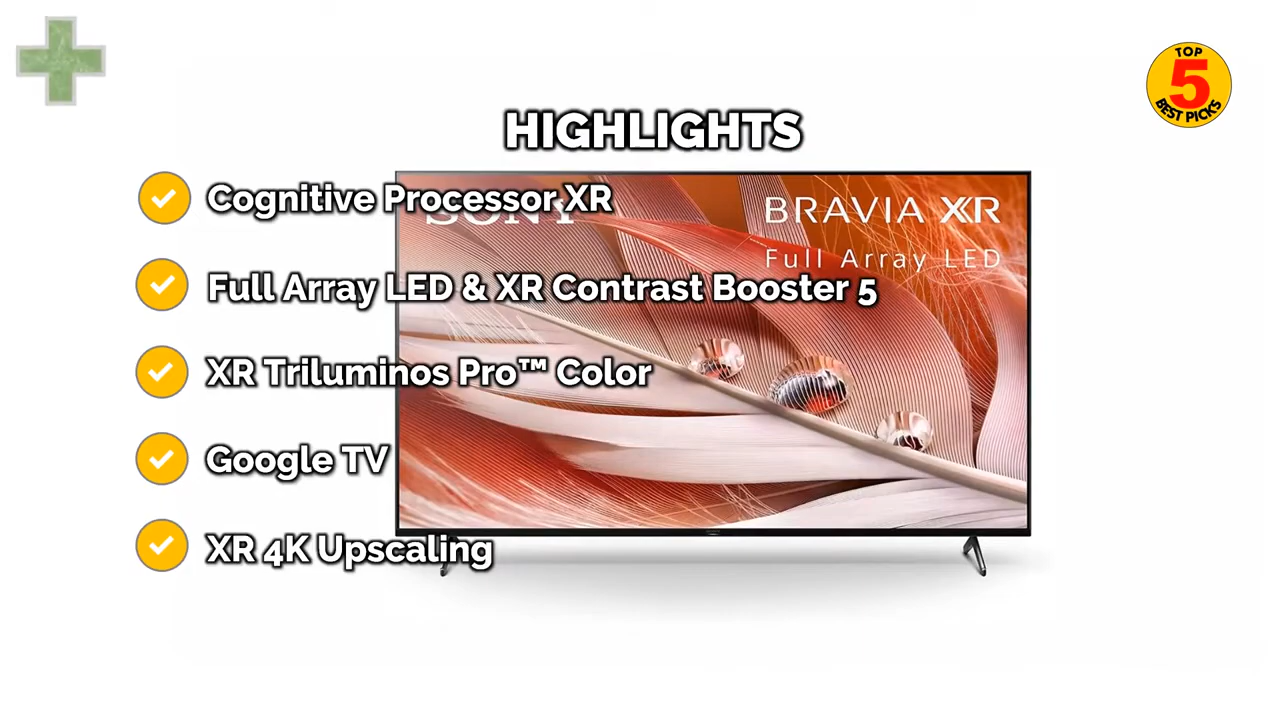 TOP
5
BEST PICKS
HIGHLIGHTS
Cognitive Processor XR
SONY
BRAVIA XR
Full Array LED
Full Array LED & XR Contrast Booster 5
XR Triluminos Pro™ Color
Google TV
XR 4K Upscaling